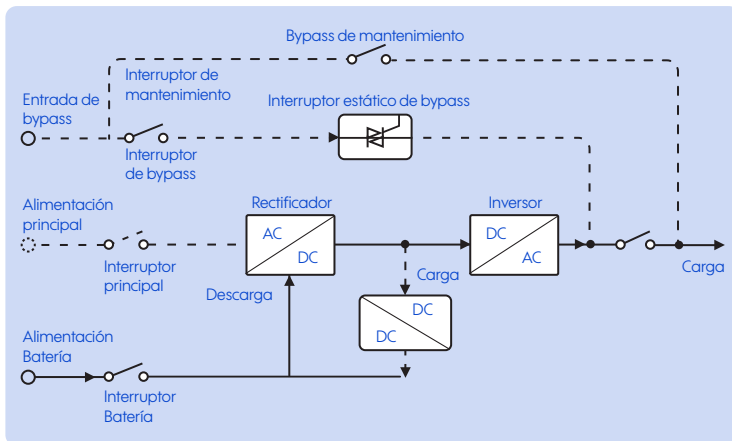 Bypass de mantenimiento
Interruptor de
mantenimiento
Entrada de
bypass
Interruptor estático de bypass
Interruptor
de bypass
Alimentación
principal
Rectificador
Inversor
AC
DC
DC
AC
Interruptor
principal
Carga
Carga
Descarga
DC
DC
Alimentación
Batería
Interruptor
Batería